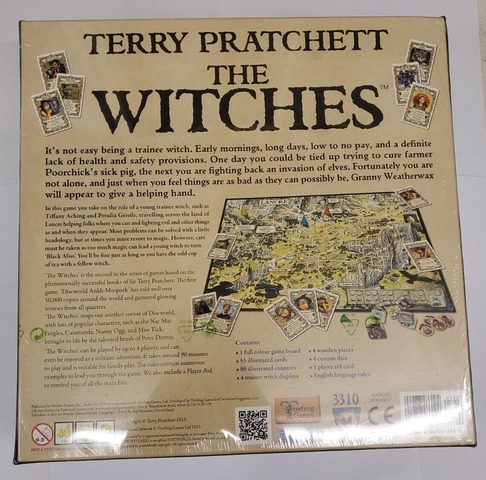 TERRY PRATCHETT
THE
WITCHES™
It's not easy being a trainee witch. Early mornings, long days, low to no pay, and a definite
lack of health and safety provisions. One day you could be tied up trying to cure farmer
Poorchick's sick pig, the next you are fighting back an invasion of elves. Fortunately you are
not alone, and just when you feel things are as bad as they can possibly be, Granny Weatherwax
will appear to give a helping hand.
In this game you take on the role of a young trainee witch, such as
Tiffany Aching and Petulia Gristle, travelling across the land of
Lancre helping folks where you can and fighting evil and other things
as and when they appear. Most problems can be solved with a little
headology, but at times you must resort to magic. However, care
must be taken as too much magic can lead a young witch to turn
'Black Aliss'. You'll be fine just as long as you have the odd cup
of tea with a fellow witch.
'The Witches' is the second in the series of games based on the
phenomenally successful books of Sir Terry Pratchett. The first
game, 'Discworld Ankh-Morpork' has sold well over
50,000 copies around the world and garnered glowing
reviews from all quarters.
'The Witches' maps out another corner of Discworld,
with lots of popular characters, such as the Nac Mac
Feegles, Casanunda, Nanny Ogg, and Miss Tick,
brought to life by the talented brush of Peter Dennis.
'The Witches' can be played by up to 4 players, and can
even be enjoyed as a solitaire adventure. It takes around 90 minutes
to play and is suitable for family play. The rules contain numerous
examples to lead you through the game. We also include a Player Aid
to remind you of all the main bits.
LANCRE
Contains:
• 1 full colour game board
• 55 illustrated cards
• 80 illustrated counters
• 4 trainee witch displays
• 4 wooden pieces
• 4 custom dice
• 1 player aid card
• English language rules
0-3
Treefrog
Games
3310
MADE IN
GERMANY
CE
© Terry Pratchett 2013